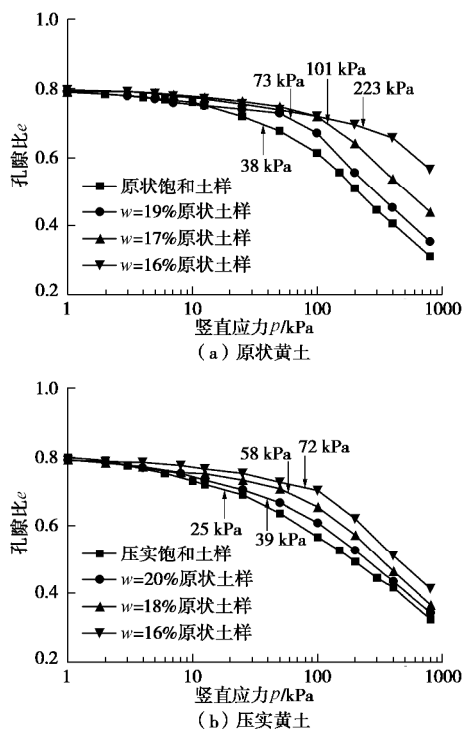 1.0
0.8
0.6
0.4
0.2
孔隙比e
73 kPa
101 kPa
223 kPa
38 kPa
原状饱和土样
w=19%原状土样
w=17%原状土样
w=16%原状土样
1 10 100 1000
竖直应力p/kPa
(a) 原状黄土
1.0
0.8
0.6
0.4
0.2
孔隙比e
58 kPa
72 kPa
25 kPa
39 kPa
压实饱和土样
w=20%原状土样
w=18%原状土样
w=16%原状土样
1 10 100 1000
竖直应力p/kPa
(b) 压实黄土